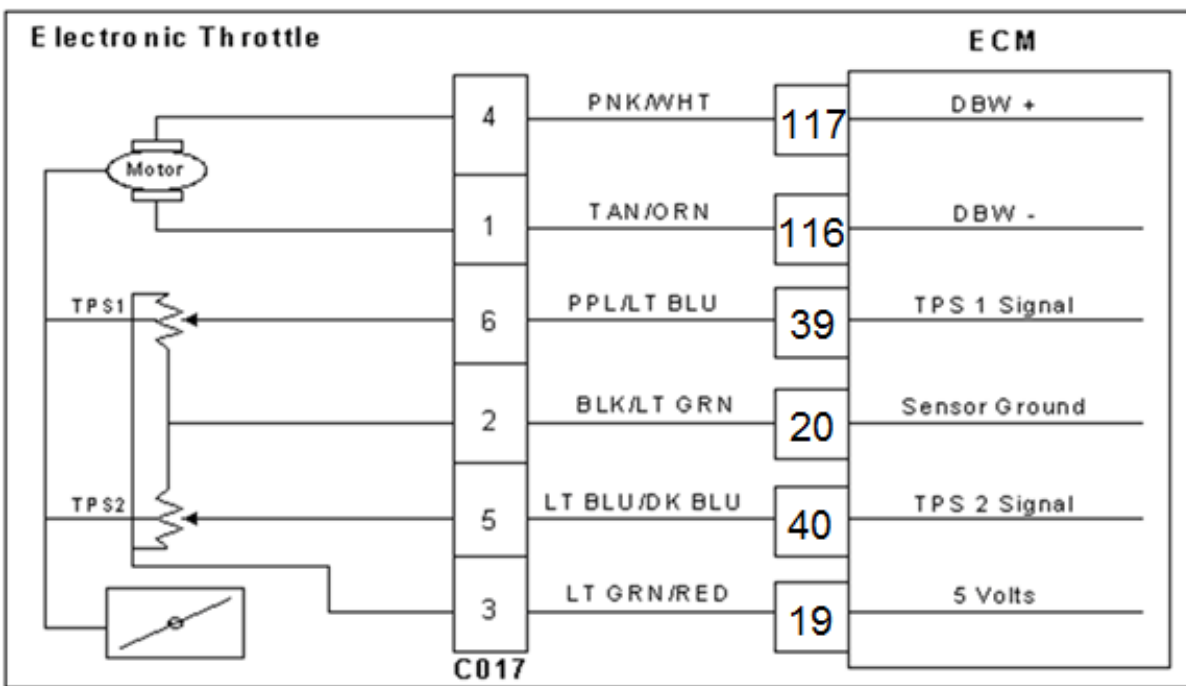 Electronic Throttle
ECM
4
PNK/WHT
117
DBW +
Motor
1
TAN/ORN
116
DBW -
TPS1
6
PPL/LT BLU
39
TPS 1 Signal
2
BLK/LT GRN
20
Sensor Ground
TPS2
5
LT BLU/DK BLU
40
TPS 2 Signal
3
LT GRN/RED
19
5 Volts
C017